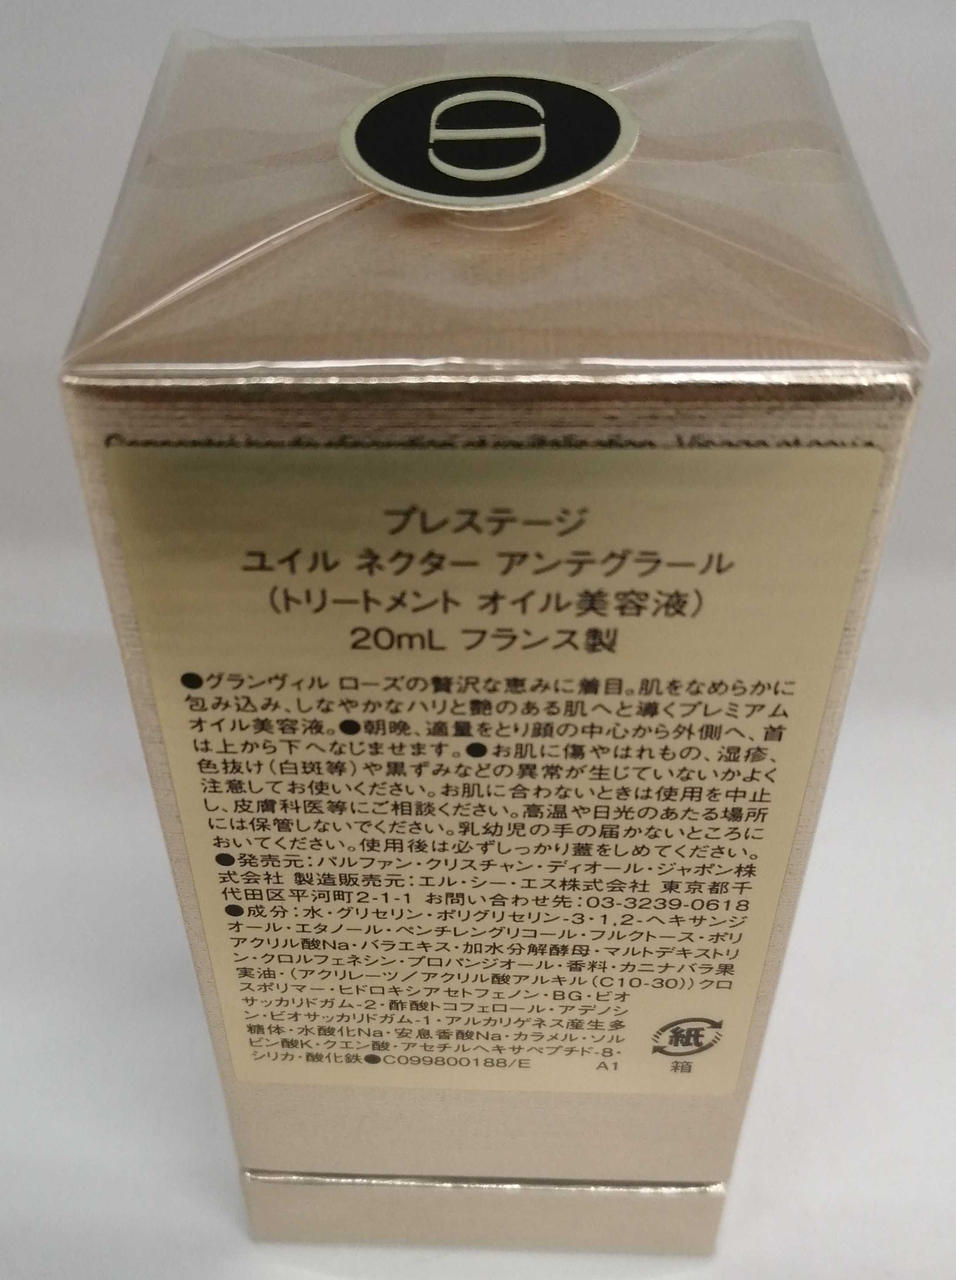 CD
プレステージ
ユイル ネクター アンテグラール
（トリートメント オイル美容液）
20mL フランス製
●グランヴィル ローズの贅沢な恵みに着目。肌をなめらかに
包み込み、しなやかなハリと艶のある肌へと導くプレミアム
オイル美容液。●朝晩、適量をとり顔の中心から外側へ、首
は上から下へなじませます。●お肌に傷やはれもの、湿疹、
色抜け（白斑等）や黒ずみなどの異常が生じていないかよく
注意してお使いください。お肌に合わないときは使用を中止
し、皮膚科医等にご相談ください。高温や日光のあたる場所
には保管しないでください。乳幼児の手の届かないところに
おいてください。使用後は必ずしっかり蓋をしめてください。
●発売元：パルファン・クリスチャン・ディオール・ジャポン株
式会社 製造販売元：エル・シー・エス株式会社 東京都千
代田区平河町2-1-1 お問い合わせ先：03-3239-0618
●成分：水・グリセリン・ポリグリセリン-3・1,2-ヘキサンジ
オール・エタノール・ペンチレングリコール・フルクトース・ポリ
アクリル酸Na・バラエキス・加水分解酵母・マルトデキストリ
ン・クロルフェネシン・プロパンジオール・香料・カニナバラ果
実油・（アクリレーツ／アクリル酸アルキル（C10-30））クロ
スポリマー・ヒドロキシアセトフェノン・BG・ビオ
サッカリドガム-2・酢酸トコフェロール・アデノシ
ン・ビオサッカリドガム-1・アルカリゲネス産生多
糖体・水酸化Na・安息香酸Na・カラメル・ソル
ビン酸K・クエン酸・アセチルヘキサペプチド-8・
シリカ・酸化鉄●C099800188/E A1
紙
箱